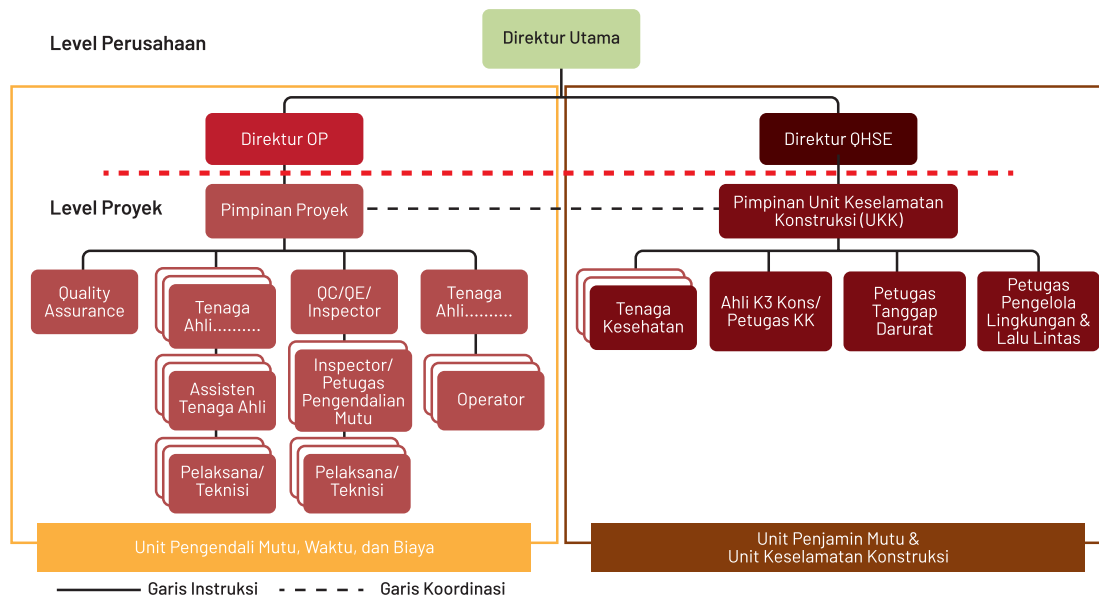 Level Perusahaan
Direktur Utama
Direktur OP
Direktur QHSE
Level Proyek
Pimpinan Proyek
Pimpinan Unit Keselamatan
Konstruksi (UKK)
Quality
Assurance
Tenaga
Ahli..........
QC/QE/
Inspector
Tenaga
Ahli..........
Tenaga
Kesehatan
Ahli K3 Kons/
Petugas KK
Petugas
Tanggap
Darurat
Petugas
Pengelola
Lingkungan &
Lalu Lintas
Assisten
Tenaga Ahli
Inspector/
Petugas
Pengendalian
Mutu
Operator
Pelaksana/
Teknisi
Pelaksana/
Teknisi
Unit Pengendali Mutu, Waktu, dan Biaya
Unit Penjamin Mutu &
Unit Keselamatan Konstruksi
Garis Instruksi
Garis Koordinasi